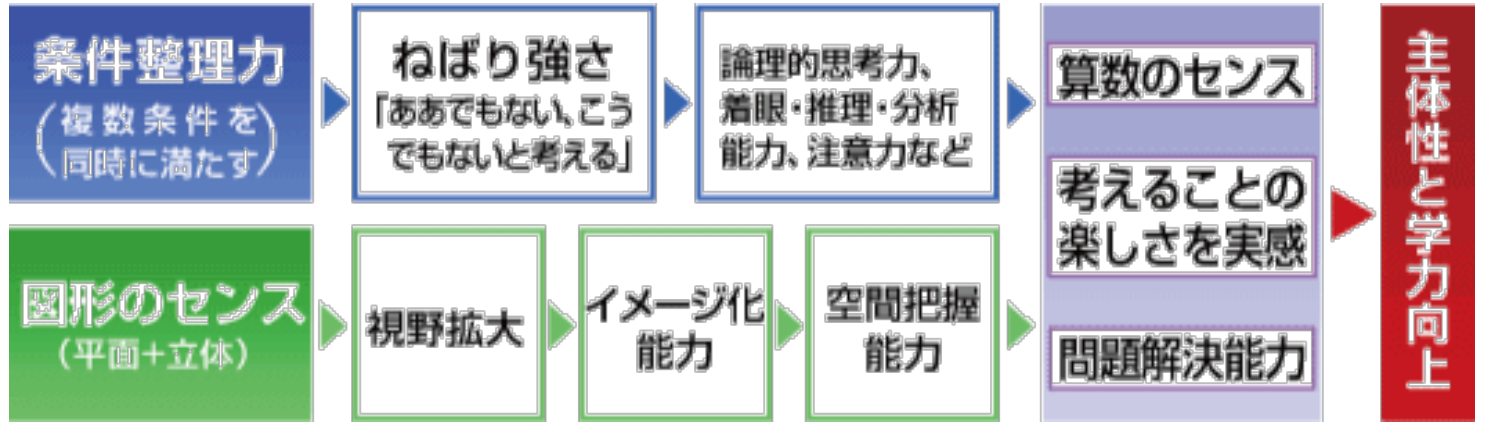 条件整理力
(複数条件を
同時に満たす)
ねばり強さ
「ああでもない、こう
でもないと考える」
論理的思考力、
着眼・推理・分析
能力、注意力など
図形のセンス
(平面+立体)
視野拡大
イメージ化
能力
空間把握
能力
算数のセンス
考えることの
楽しさを実感
問題解決能力
主体性と学力向上